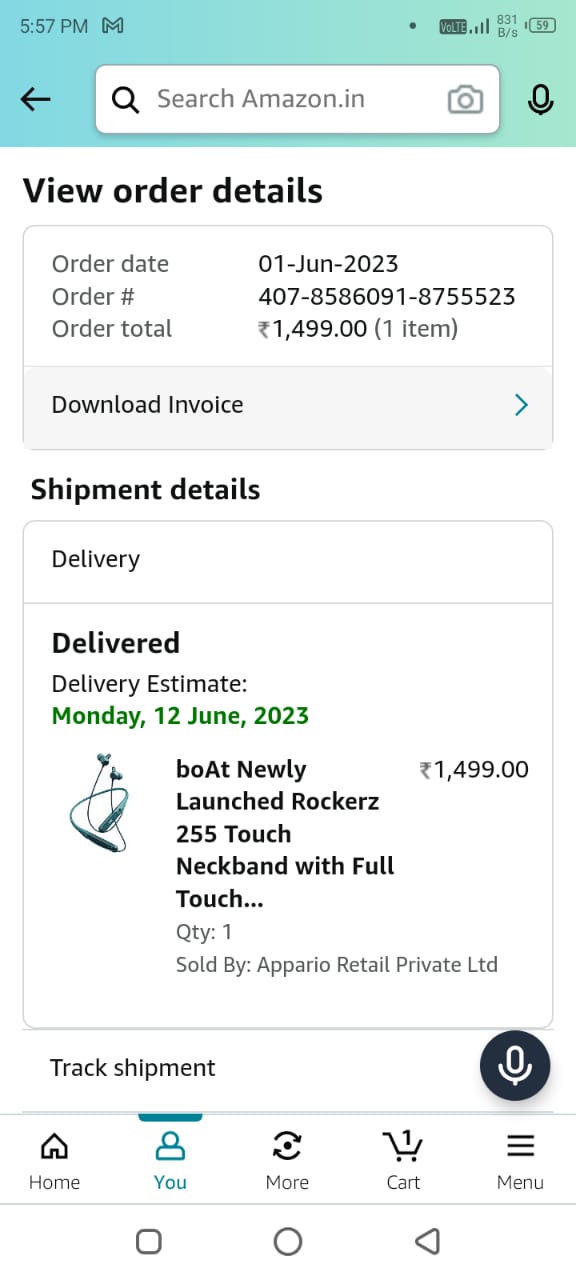 5:57 PM
VoLTE 831 B/s 59
Search Amazon.in
View order details
Order date 01-Jun-2023
Order # 407-8586091-8755523
Order total ₹1,499.00 (1 item)
Download Invoice
Shipment details
Delivery
Delivered
Delivery Estimate:
Monday, 12 June, 2023
boAt Newly ₹1,499.00
Launched Rockerz
255 Touch
Neckband with Full
Touch...
Qty: 1
Sold By: Appario Retail Private Ltd
Track shipment
1
Home You More Cart Menu